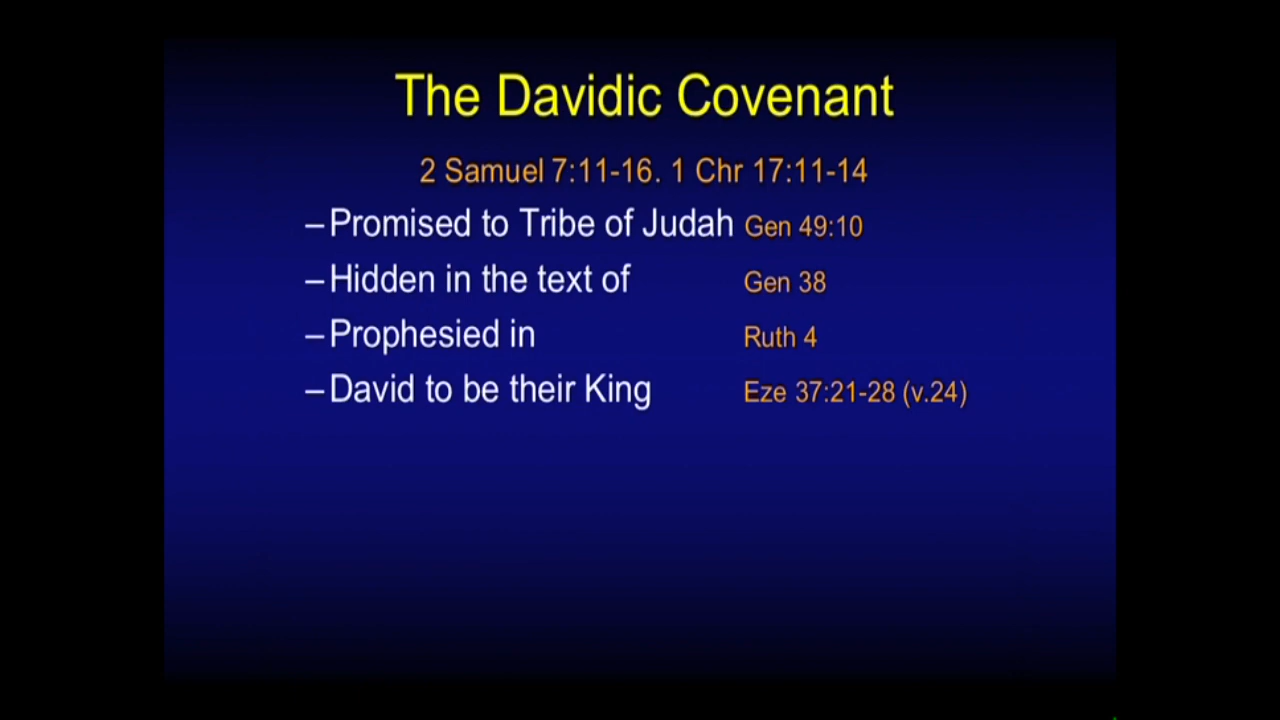 The Davidic Covenant
2 Samuel 7:11-16. 1 Chr 17:11-14
–Promised to Tribe of Judah Gen 49:10
–Hidden in the text of Gen 38
–Prophesied in Ruth 4
–David to be their King Eze 37:21-28 (v.24)